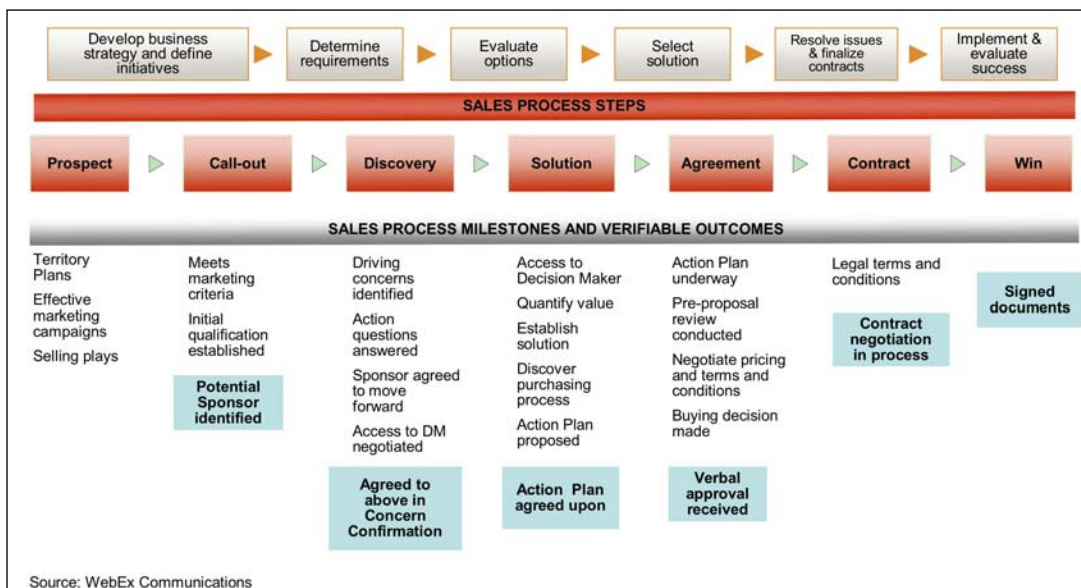 Develop business
strategy and define
initiatives
Determine
requirements
Evaluate
options
Select
solution
Resolve issues
& finalize
contracts
Implement &
evaluate
success
SALES PROCESS STEPS
Prospect
Call-out
Discovery
Solution
Agreement
Contract
Win
SALES PROCESS MILESTONES AND VERIFIABLE OUTCOMES
Territory
Plans
Effective
marketing
campaigns
Selling plays
Meets
marketing
criteria
Initial
qualification
established
Potential
Sponsor
identified
Driving
concerns
identified
Action
questions
answered
Sponsor agreed
to move
forward
Access to DM
negotiated
Agreed to
above in
Concern
Confirmation
Access to
Decision Maker
Quantify value
Establish
solution
Discover
purchasing
process
Action Plan
proposed
Action Plan
agreed upon
Action Plan
underway
Pre-proposal
review
conducted
Negotiate pricing
and terms and
conditions
Buying decision
made
Verbal
approval
received
Legal terms and
conditions
Contract
negotiation
in process
Signed
documents
Source: WebEx Communications